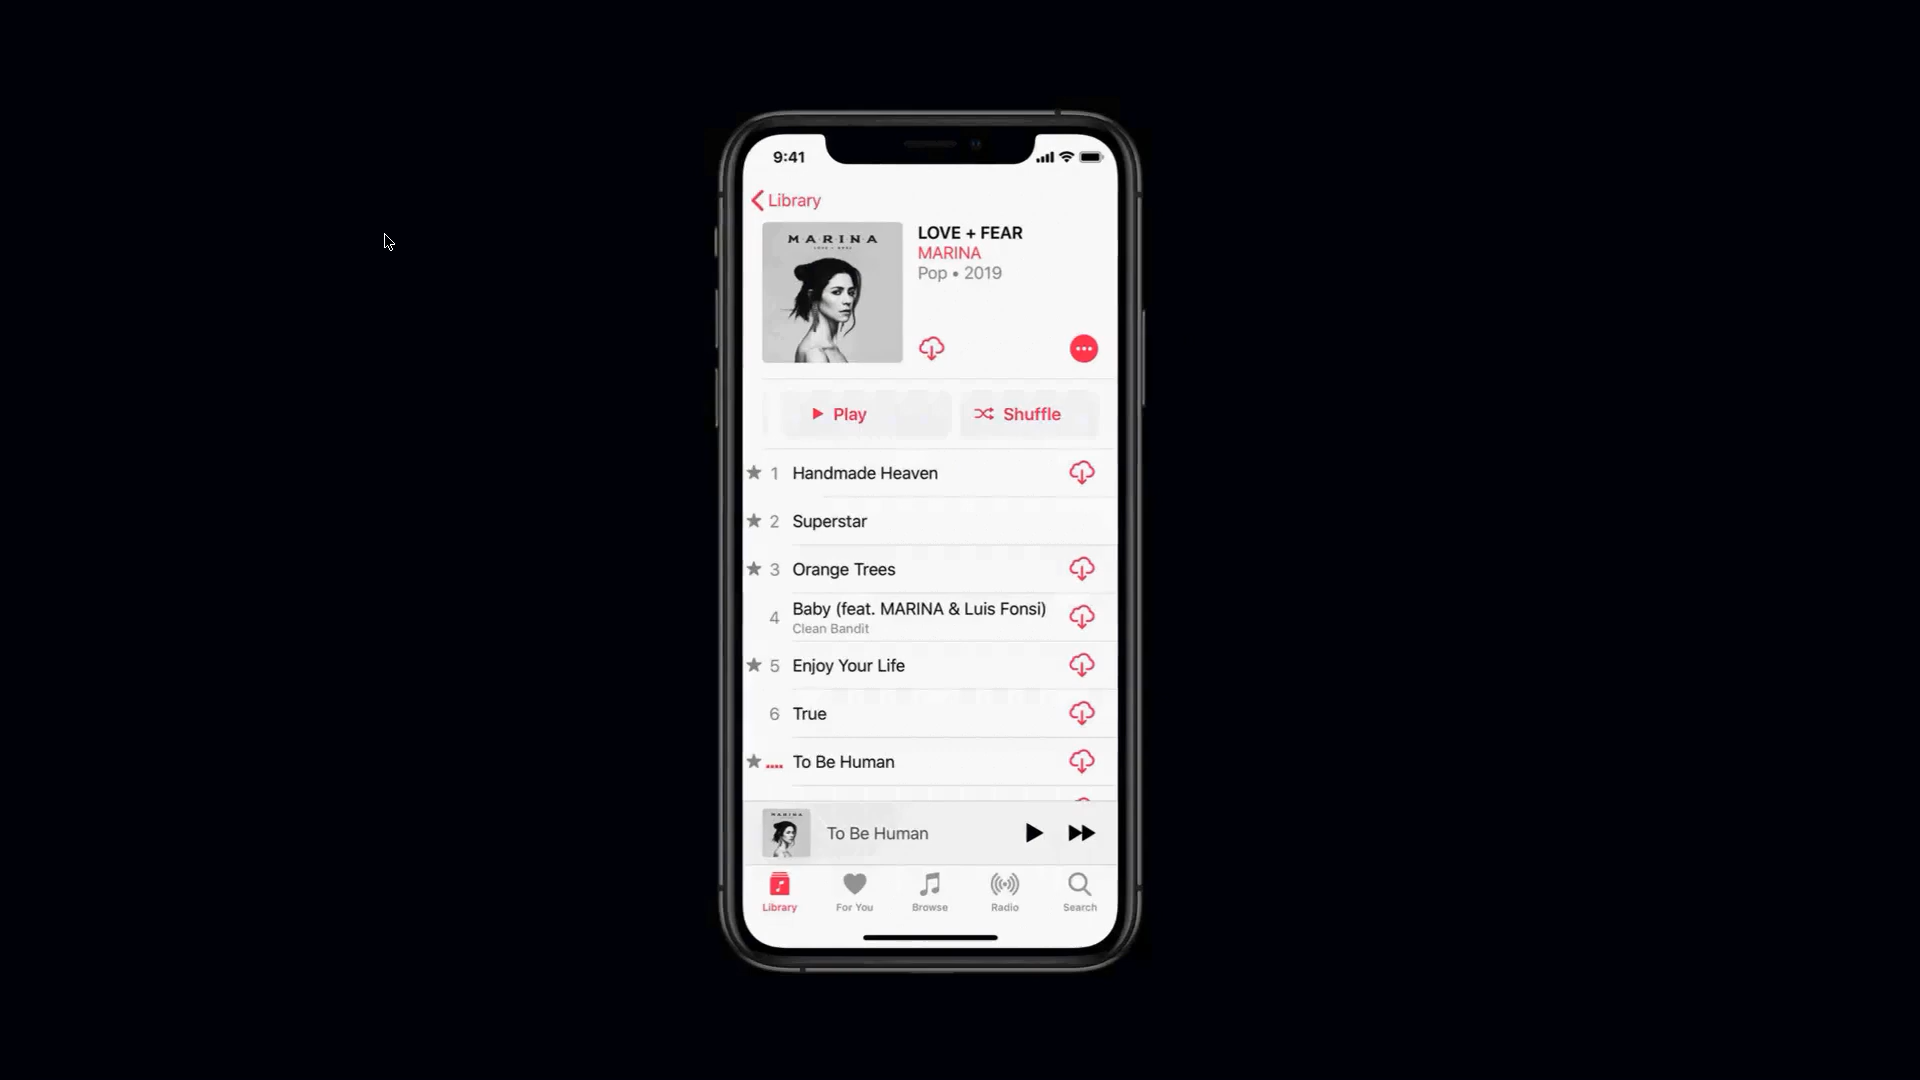 9:41
Library
MARINA
LOVE + FEAR
MARINA
Pop • 2019
Play
Shuffle
1 Handmade Heaven
2 Superstar
3 Orange Trees
4 Baby (feat. MARINA & Luis Fonsi)
Clean Bandit
5 Enjoy Your Life
6 True
To Be Human
MARINA
To Be Human
Library For You Browse Radio Search